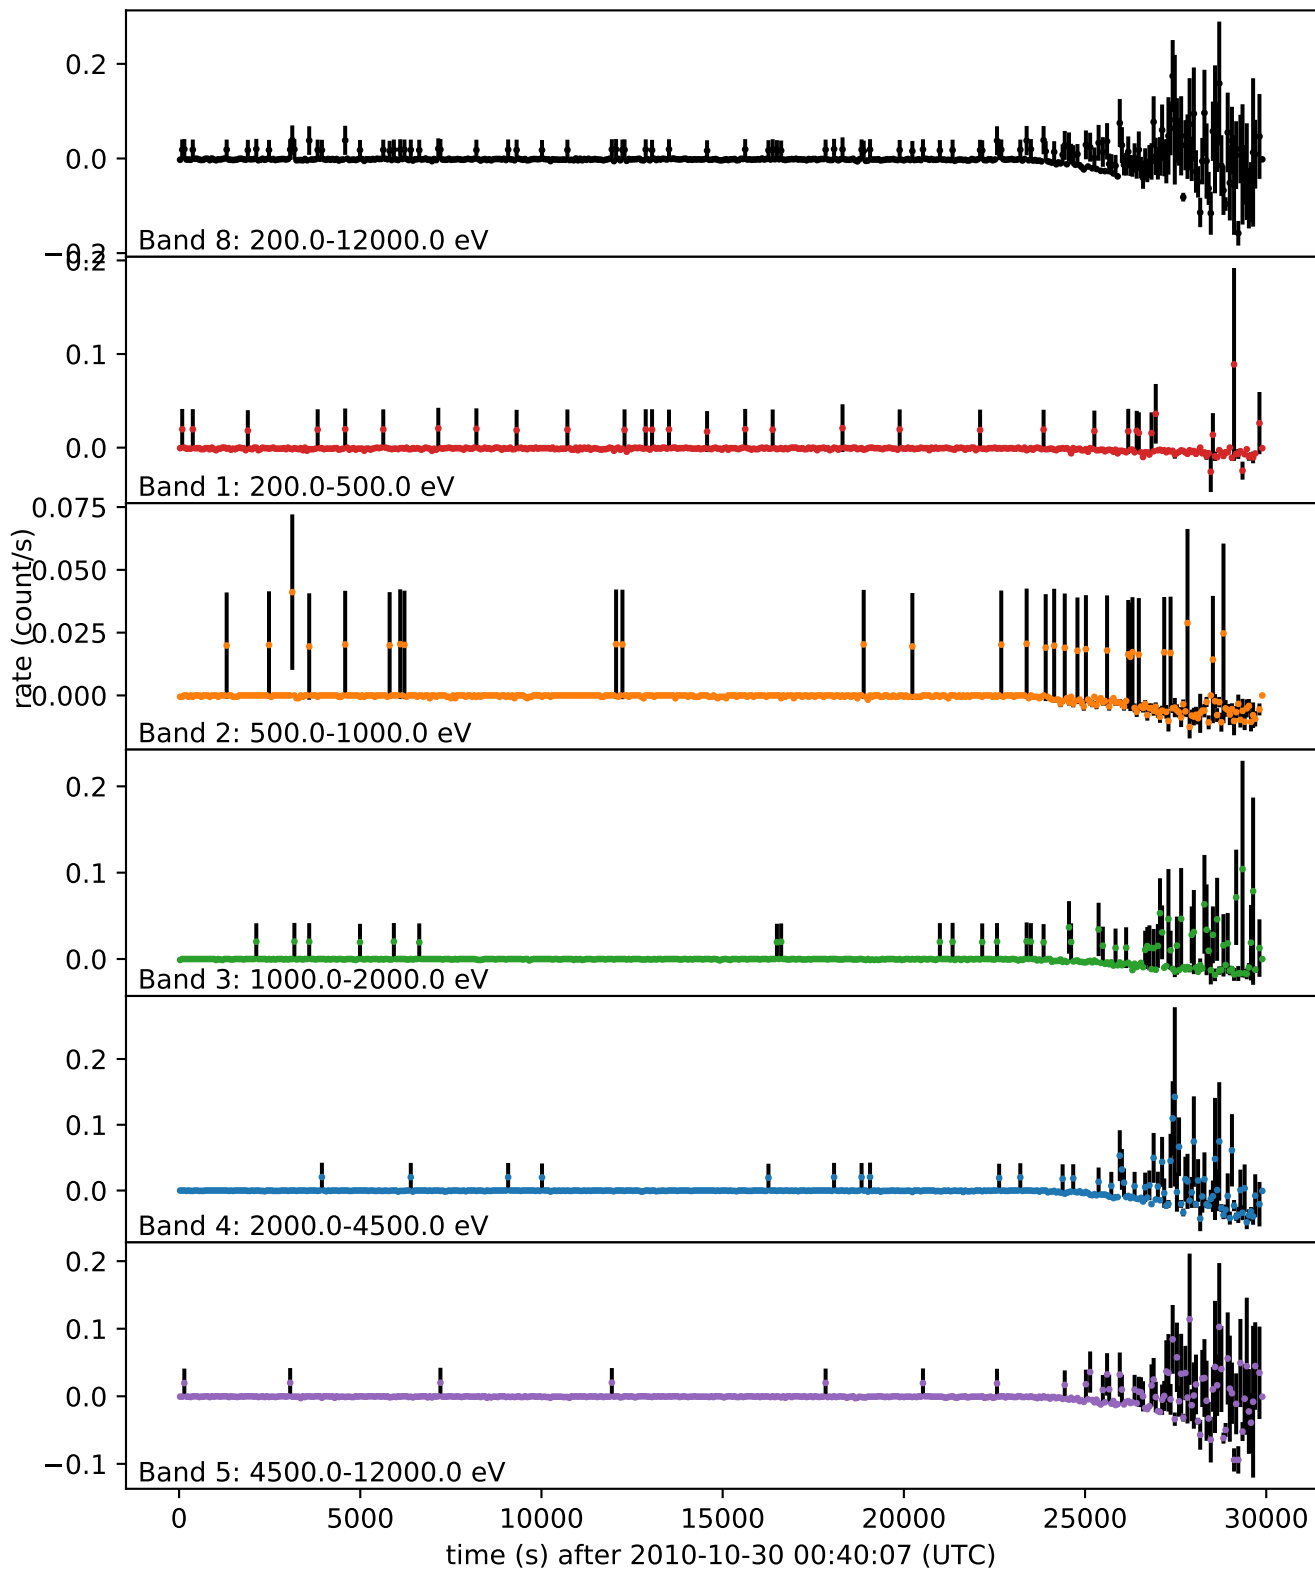 0.2
0.0
−0.2
Band 8: 200.0-12000.0 eV
0.2
0.1
0.0
Band 1: 200.0-500.0 eV
0.075
0.050
0.025
0.000
rate (count/s)
Band 2: 500.0-1000.0 eV
0.2
0.1
0.0
Band 3: 1000.0-2000.0 eV
0.2
0.1
0.0
Band 4: 2000.0-4500.0 eV
0.2
0.1
0.0
−0.1
Band 5: 4500.0-12000.0 eV
0 5000 10000 15000 20000 25000 30000
time (s) after 2010-10-30 00:40:07 (UTC)